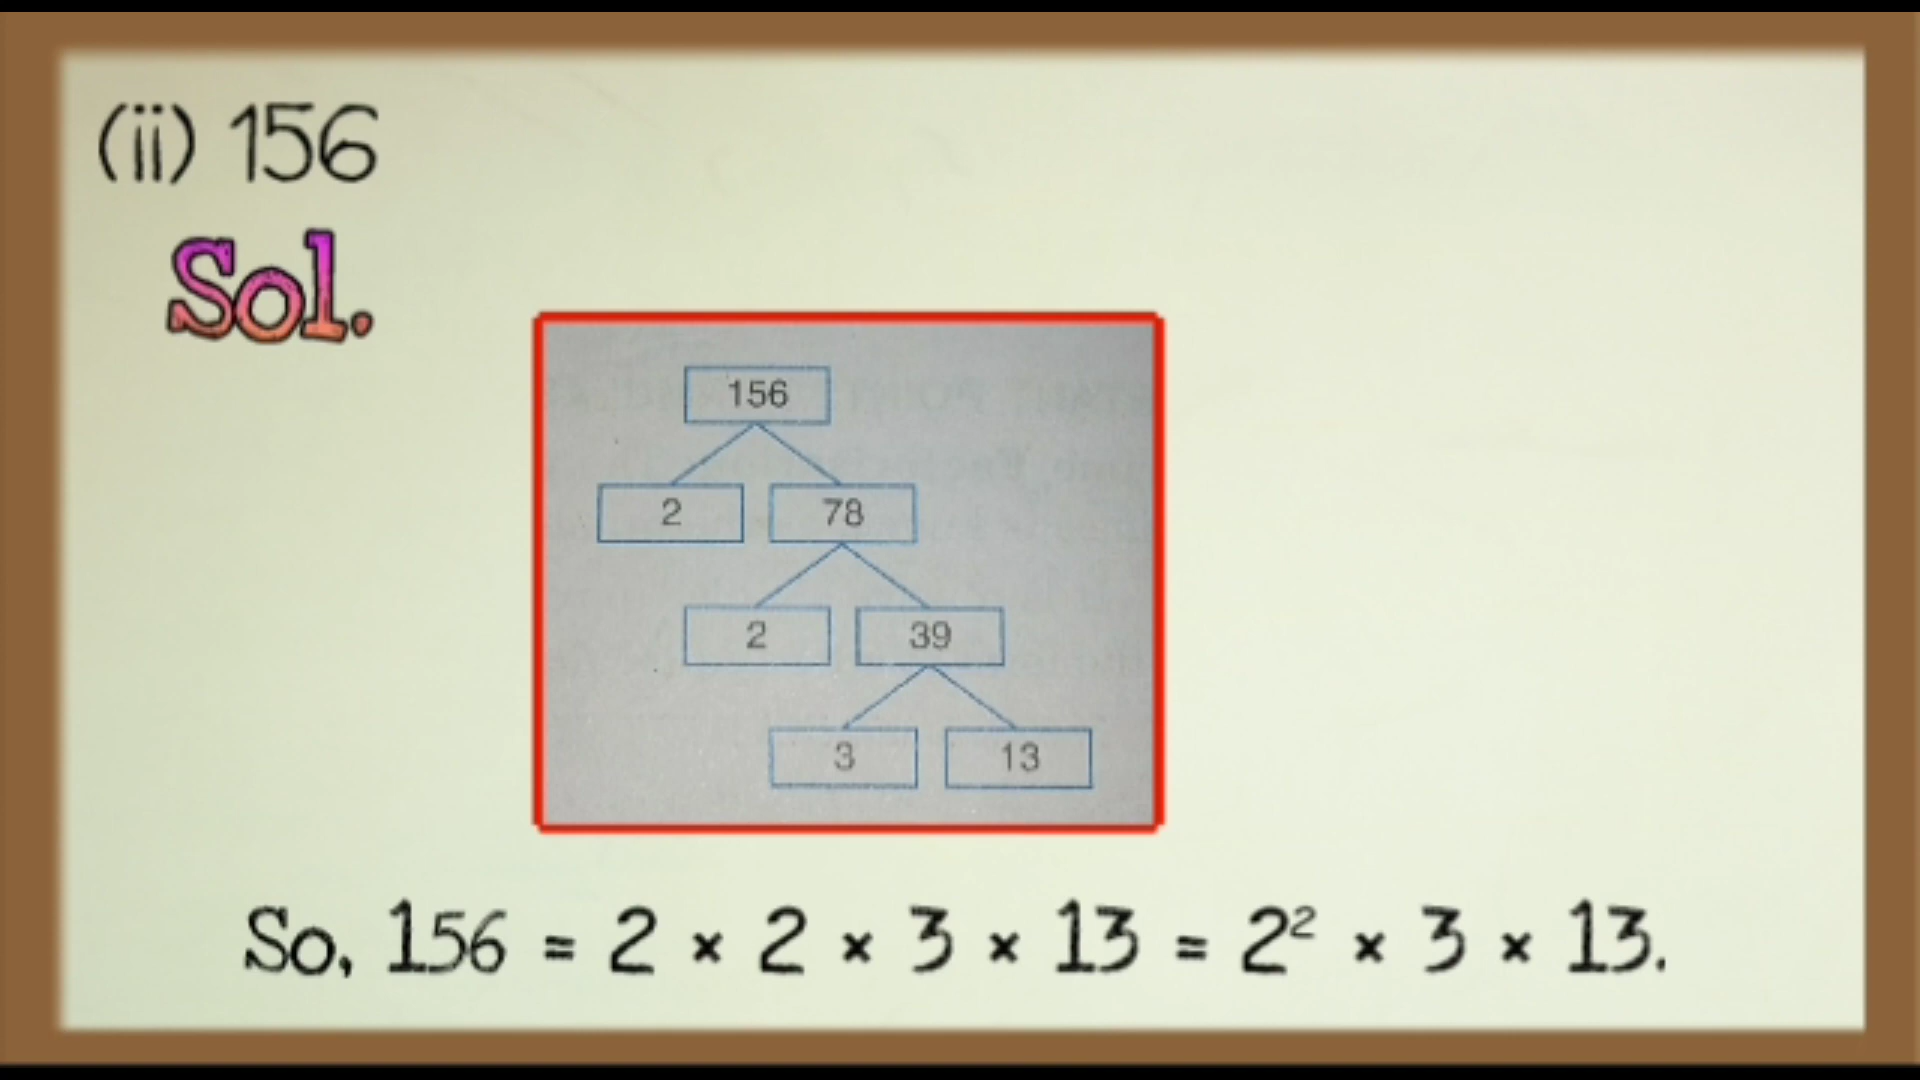 (ii) 156
Sol.
156
2 78
2 39
3 13
So, 156 = 2 × 2 × 3 × 13 = 2² × 3 × 13.